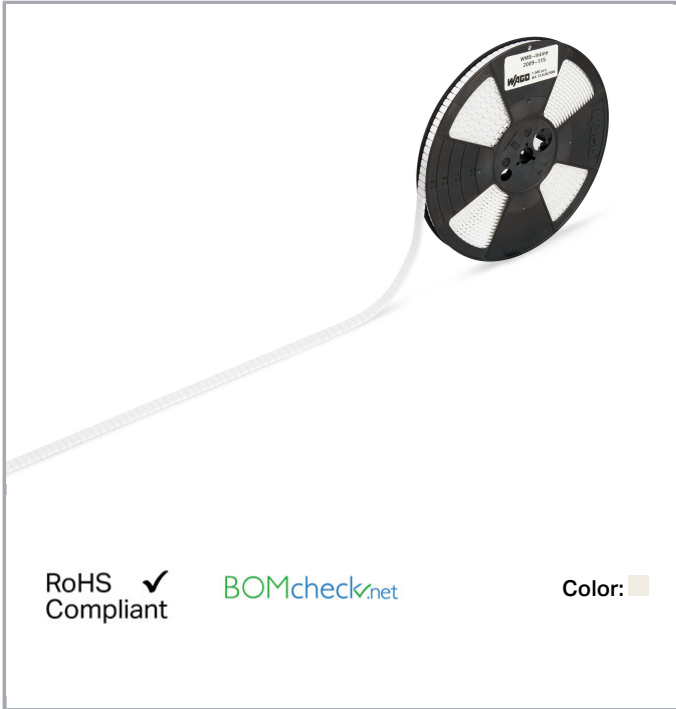 WMB-Inline
2009-115
WAGO
RoHS ✓
Compliant
BOMcheck.net
Color: